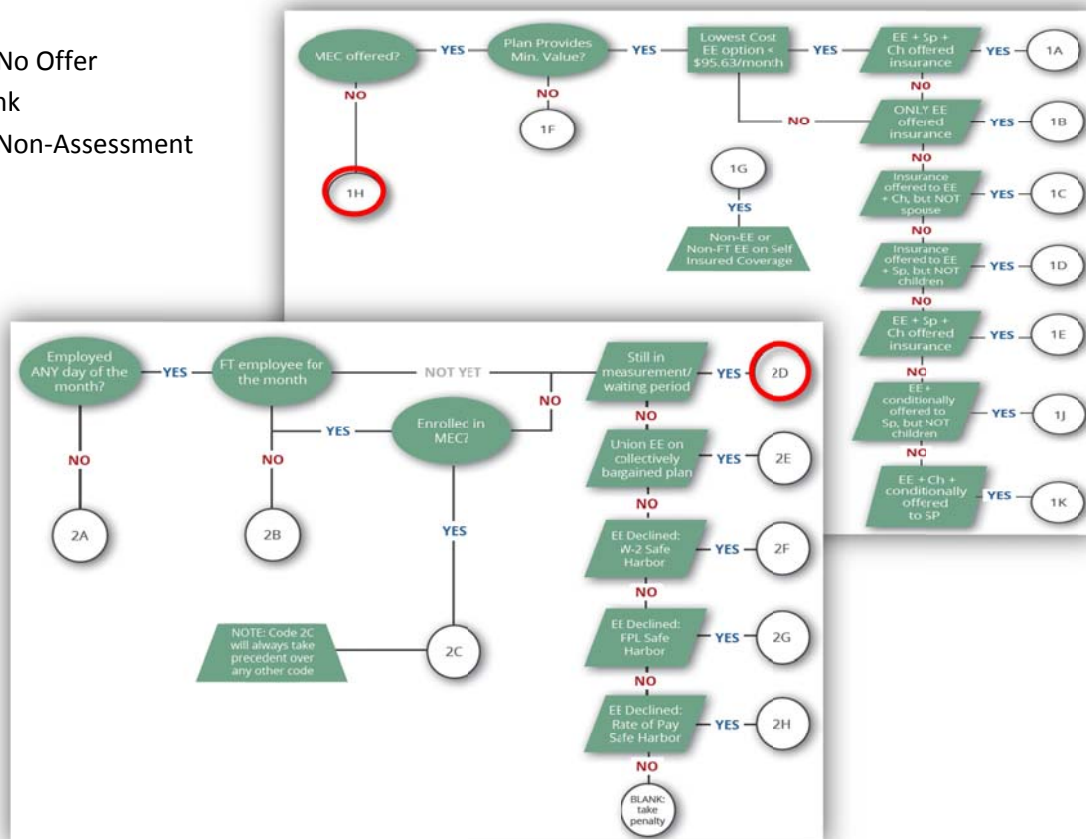 No Offer
nk
Non-Assessment
MEC offered?
YES
Plan Provides
Min. Value?
YES
Lowest Cost
EE option <
$95.63/month
YES
EE + Sp +
Ch offered
insurance
YES
1A
NO
NO
NO
1F
NO
ONLY EE
offered
insurance
YES
1B
NO
1H
1G
YES
Non-EE or
Non-FT EE on Self
Insured Coverage
Insurance
offered to EE
+ Ch, but NOT
spouse
YES
1C
NO
Insurance
offered to EE
+ Sp, but NOT
children
YES
1D
NO
EE + Sp +
Ch offered
insurance
YES
1E
NO
EE+
conditionally
offered to
Sp, but NOT
children
YES
1J
NO
EE + Ch +
conditionally
offered
to SP
YES
1K
Employed
ANY day of the
month?
YES
FT employee for
the month
NOT YET
Still in
measurement/
waiting period
YES
2D
NO
NO
YES
Enrolled in
MEC?
NO
NO
2A
2B
YES
Union EE on
collectively
bargained plan
YES
2E
NO
EE Declined:
W-2 Safe
Harbor
YES
2F
NO
NOTE: Code 2C
will always take
precedent over
any other code
2C
EE Declined:
FPL Safe
Harbor
YES
2G
NO
EE Declined:
Rate of Pay
Safe Harbor
YES
2H
NO
BLANK:
take
penalty